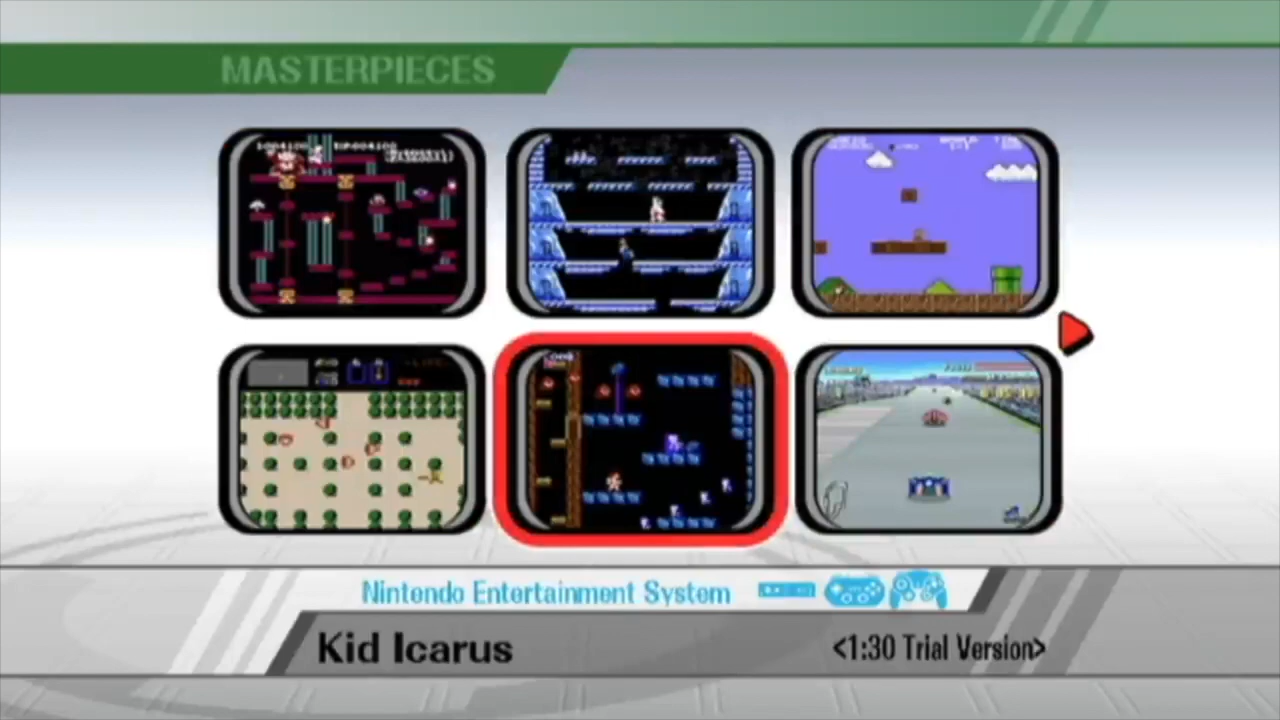 MASTERPIECES
Nintendo Entertainment System
Kid Icarus
<1:30 Trial Version>